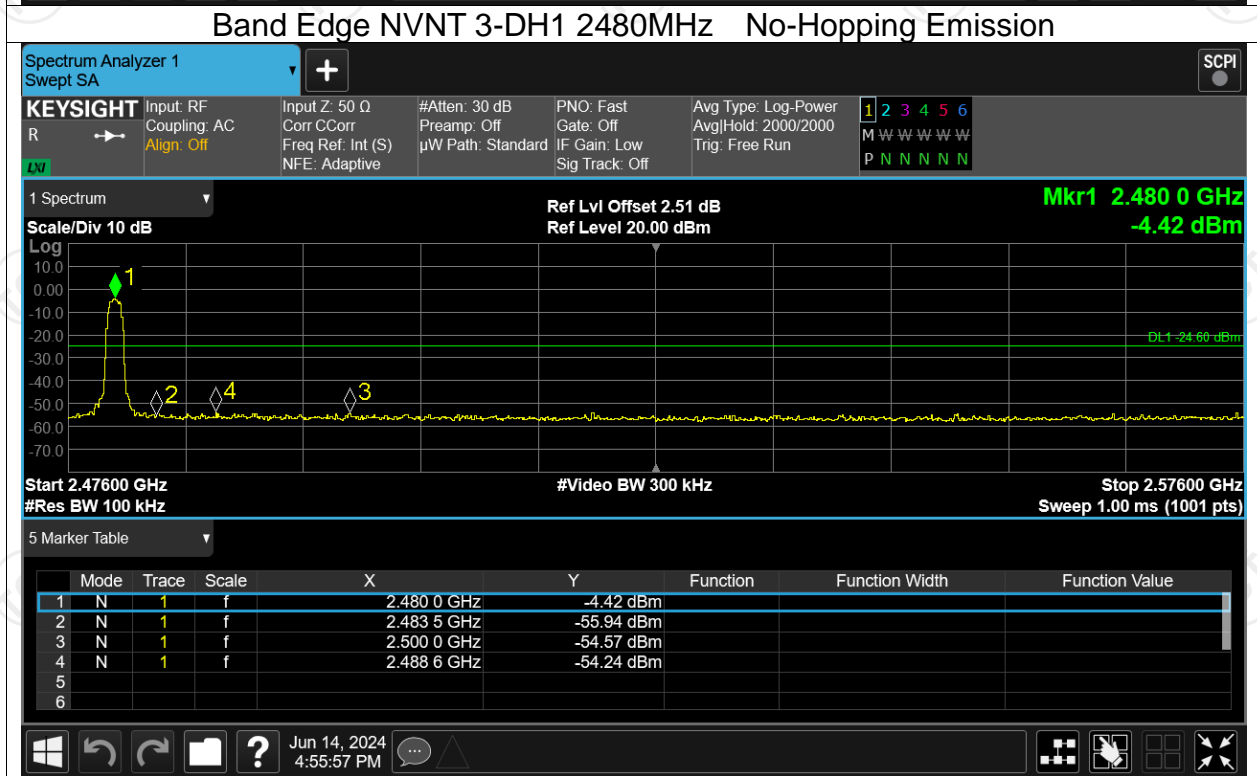 Band Edge NVNT 3-DH1 2480MHz No-Hopping Emission
Spectrum Analyzer 1
Swept SA
SCPI
KEYSIGHT
R
LXI
Input: RF
Coupling: AC
Align: Off
Input Z: 50 Ω
Corr CCorr
Freq Ref: Int (S)
NFE: Adaptive
#Atten: 30 dB
Preamp: Off
µW Path: Standard
PNO: Fast
Gate: Off
IF Gain: Low
Sig Track: Off
Avg Type: Log-Power
Avg|Hold: 2000/2000
Trig: Free Run
1 2 3 4 5 6
M W W W W W W
P N N N N N
1 Spectrum
Scale/Div 10 dB
Ref Lvl Offset 2.51 dB
Ref Level 20.00 dBm
Mkr1 2.480 0 GHz
-4.42 dBm
Log
10.0
0.00
-10.0
-20.0
-30.0
-40.0
-50.0
-60.0
-70.0
1
2
4
3
DL1 -24.60 dBm
Start 2.47600 GHz
#Res BW 100 kHz
#Video BW 300 kHz
Stop 2.57600 GHz
Sweep 1.00 ms (1001 pts)
5 Marker Table
Mode Trace Scale X Y Function Function Width Function Value
1 N 1 f 2.480 0 GHz -4.42 dBm
2 N 1 f 2.483 5 GHz -55.94 dBm
3 N 1 f 2.500 0 GHz -54.57 dBm
4 N 1 f 2.488 6 GHz -54.24 dBm
5
6
?
Jun 14, 2024
4:55:57 PM